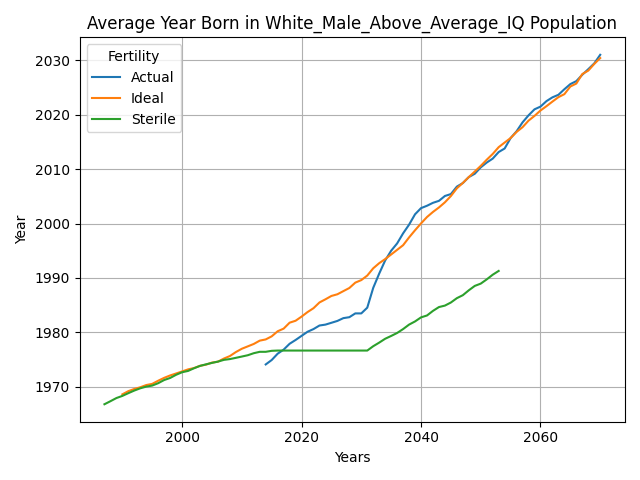 Average Year Born in White_Male_Above_Average_IQ Population
Fertility
Actual
Ideal
Sterile
2030
2020
2010
2000
1990
1980
1970
Year
2000
2020
2040
2060
Years